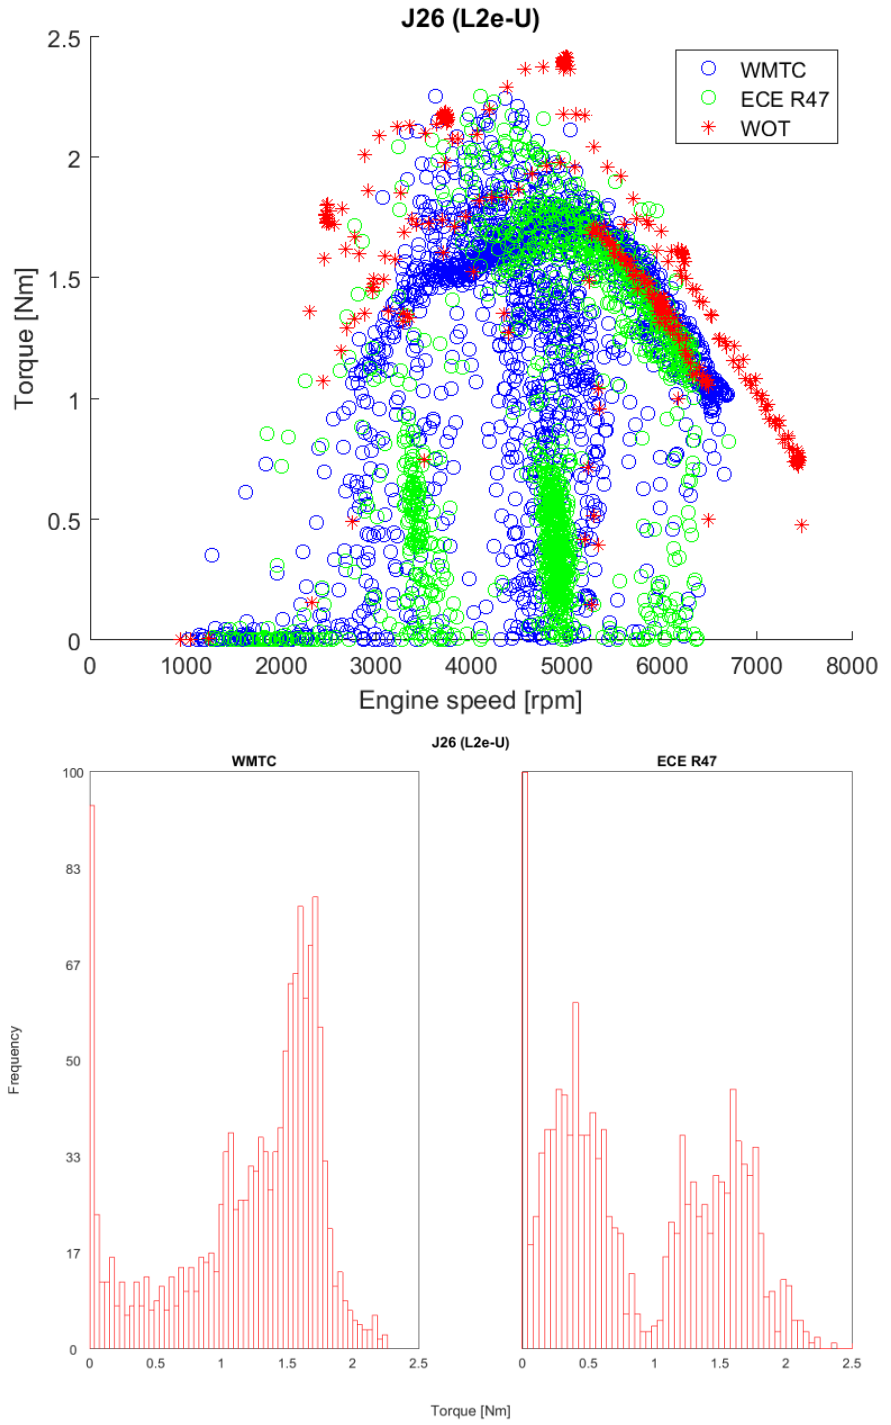 J26 (L2e-U)
2.5
2
1.5
1
0.5
0
Torque [Nm]
WMTC
ECE R47
WOT
0 1000 2000 3000 4000 5000 6000 7000 8000
Engine speed [rpm]
J26 (L2e-U)
WMTC
ECE R47
100
83
67
50
33
17
0
Frequency
0 0.5 1 1.5 2 2.5
0 0.5 1 1.5 2 2.5
Torque [Nm]